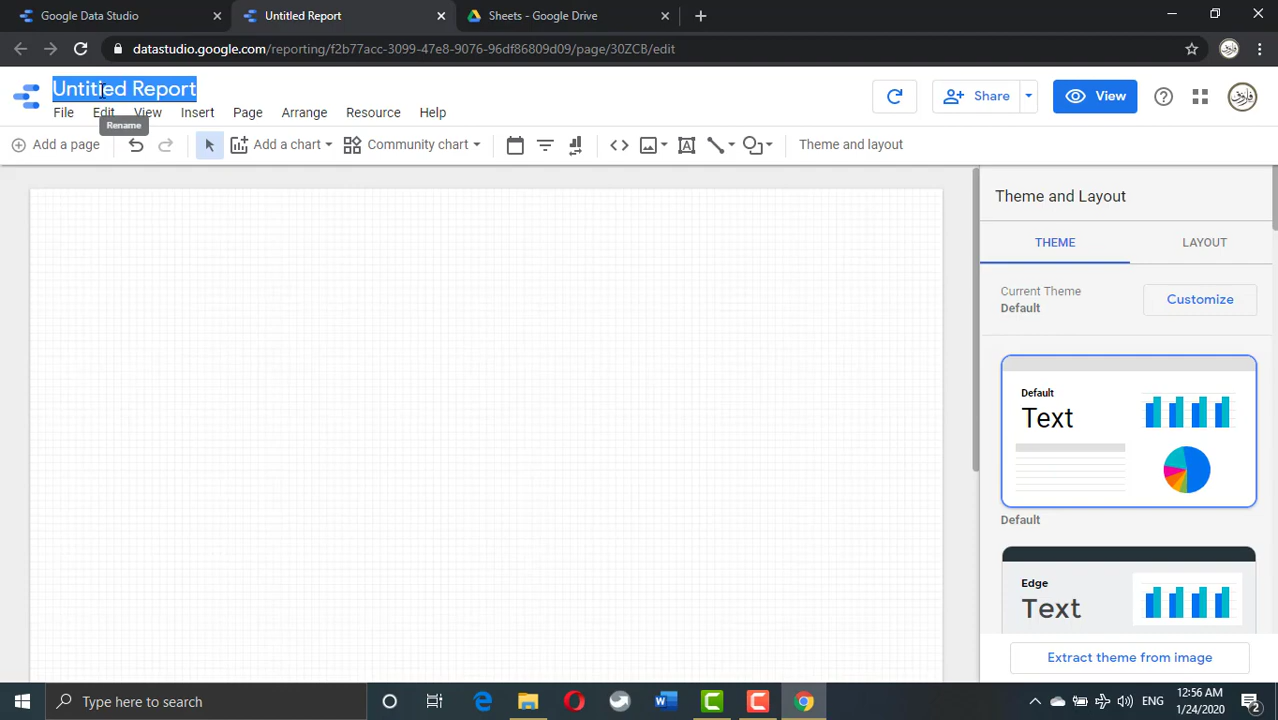 Google Data Studio
Untitled Report
Sheets - Google Drive
datastudio.google.com/reporting/f2b77acc-3099-47e8-9076-96df86809d09/page/30ZCB/edit
Untitled Report
Share
View
File Edit View Insert Page Arrange Resource Help
Rename
Add a page
Add a chart
Community chart
Theme and layout
Theme and Layout
THEME
LAYOUT
Current Theme
Default
Customize
Default
Text
Default
Edge
Text
Extract theme from image
Type here to search
ENG
12:56 AM
1/24/2020
2